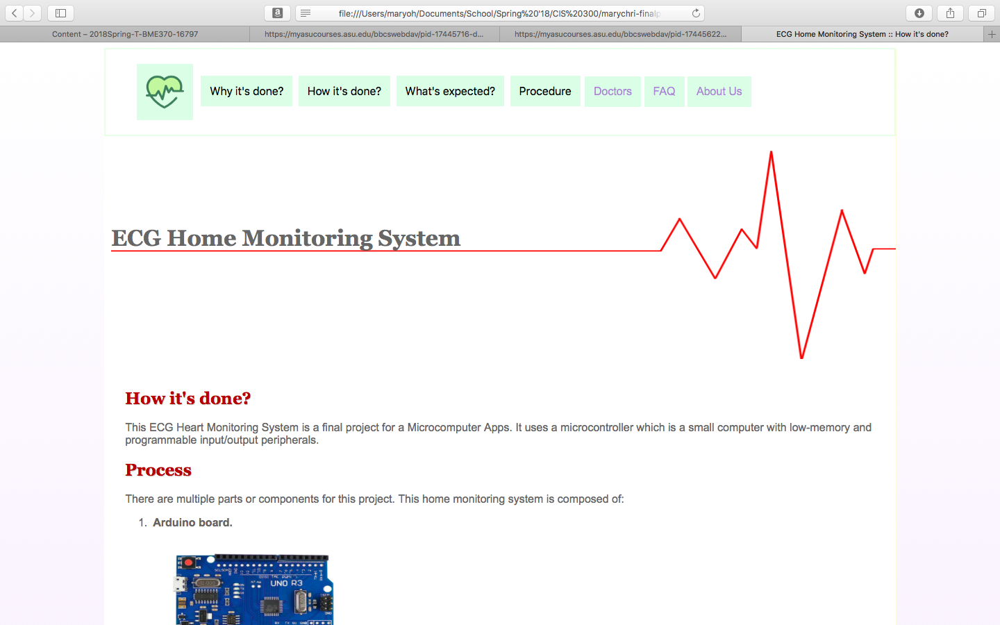 file:///Users/maryoh/Documents/School/Spring%20'18/CIS%20300/marychri-finalp
Content – 2018Spring-T-BME370-16797
https://myasucourses.asu.edu/bbcswebdav/pid-17445716-d...
https://myasucourses.asu.edu/bbcswebdav/pid-17445622...
ECG Home Monitoring System :: How it's done?
Why it's done?
How it's done?
What's expected?
Procedure
Doctors
FAQ
About Us
ECG Home Monitoring System
How it's done?
This ECG Heart Monitoring System is a final project for a Microcomputer Apps. It uses a microcontroller which is a small computer with low-memory and
programmable input/output peripherals.
Process
There are multiple parts or components for this project. This home monitoring system is composed of:
1. Arduino board.
UNO R3